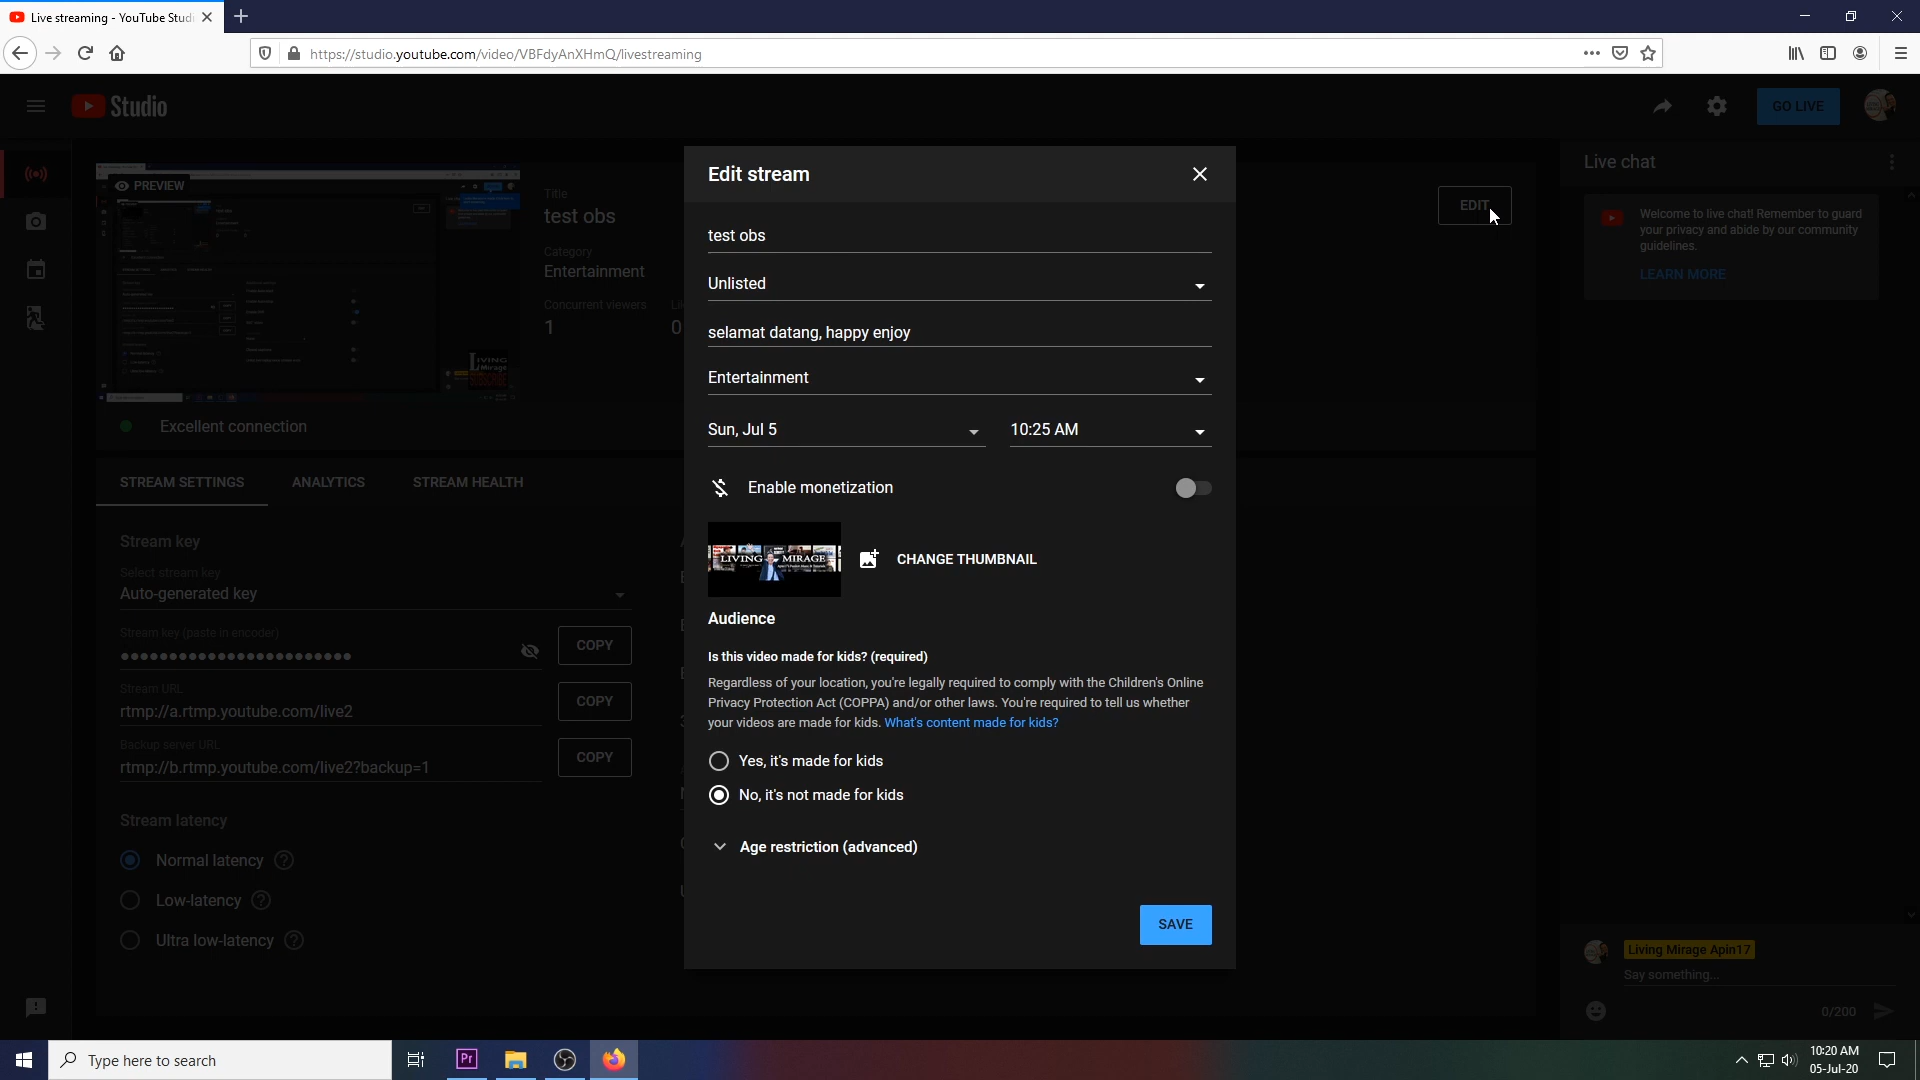 Live streaming - YouTube Stud
https://studio.youtube.com/video/VBFdyAnXHmQ/livestreaming
Studio
GO LIVE
PREVIEW
LIVING
Mirage
SUBSCRIBE
Title
test obs
Category
Entertainment
Concurrent viewers
1
0
EDIT
Excellent connection
STREAM SETTINGS
ANALYTICS
STREAM HEALTH
Stream key
Select stream key
Auto-generated key
Stream key (paste in encoder)
••••••••••••••••••••••••
COPY
Stream URL
rtmp://a.rtmp.youtube.com/live2
COPY
Backup server URL
rtmp://b.rtmp.youtube.com/live2?backup=1
COPY
Stream latency
Normal latency
Low-latency
Ultra low-latency
Edit stream
test obs
Unlisted
selamat datang, happy enjoy
Entertainment
Sun, Jul 5
10:25 AM
Enable monetization
LIVING MIRAGE
CHANGE THUMBNAIL
Audience
Is this video made for kids? (required)
Regardless of your location, you're legally required to comply with the Children's Online
Privacy Protection Act (COPPA) and/or other laws. You're required to tell us whether
your videos are made for kids. What's content made for kids?
Yes, it's made for kids
No, it's not made for kids
Age restriction (advanced)
SAVE
Live chat
Welcome to live chat! Remember to guard
your privacy and abide by our community
guidelines.
LEARN MORE
Living Mirage Apin17
Say something...
0/200
Type here to search
Pr
10:20 AM
05-Jul-20